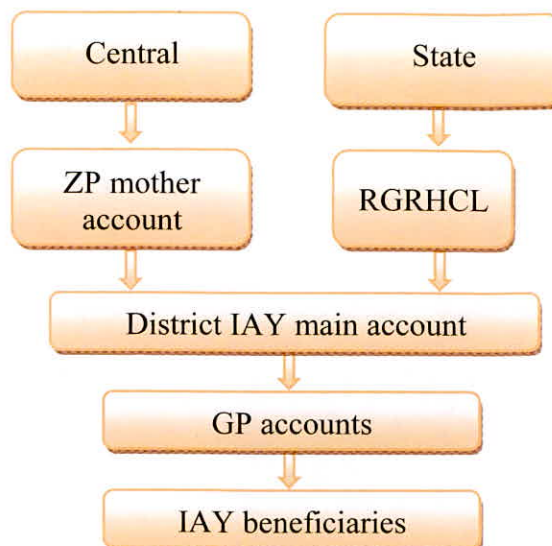 Central
State
ZP mother
account
RGRHCL
District IAY main account
GP accounts
IAY beneficiaries